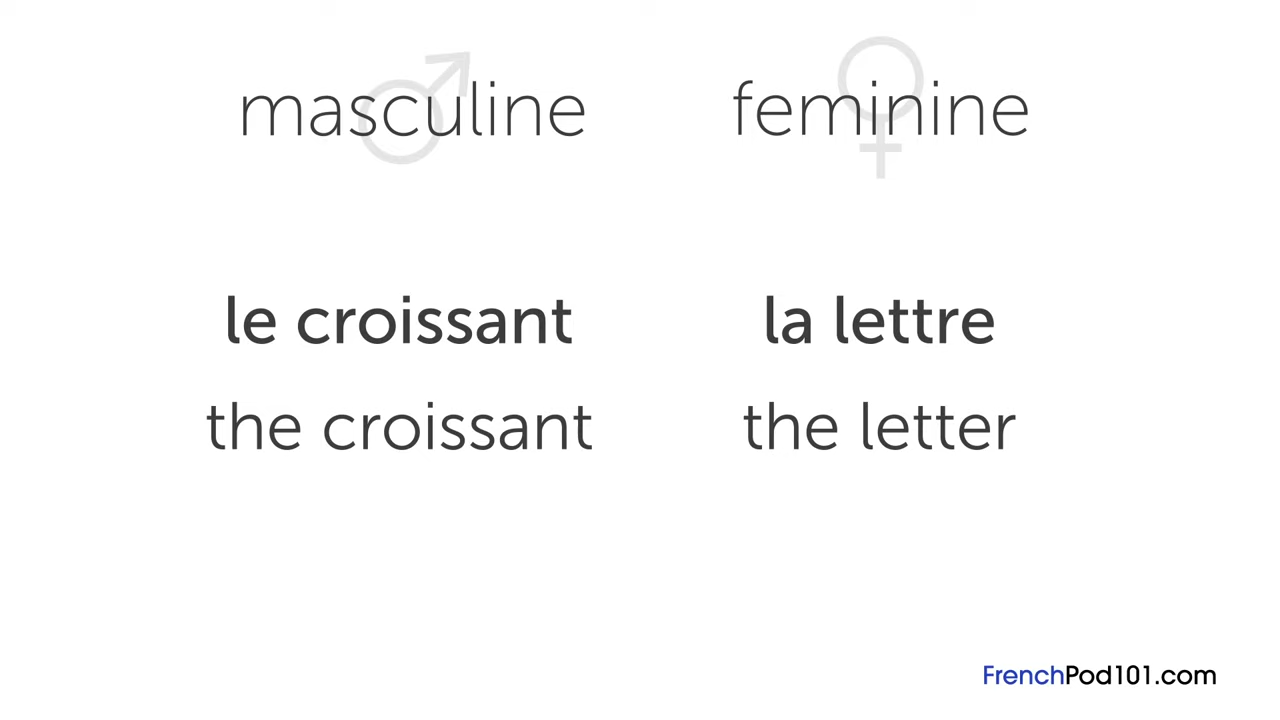 masculine feminine
le croissant la lettre
the croissant the letter
FrenchPod101.com